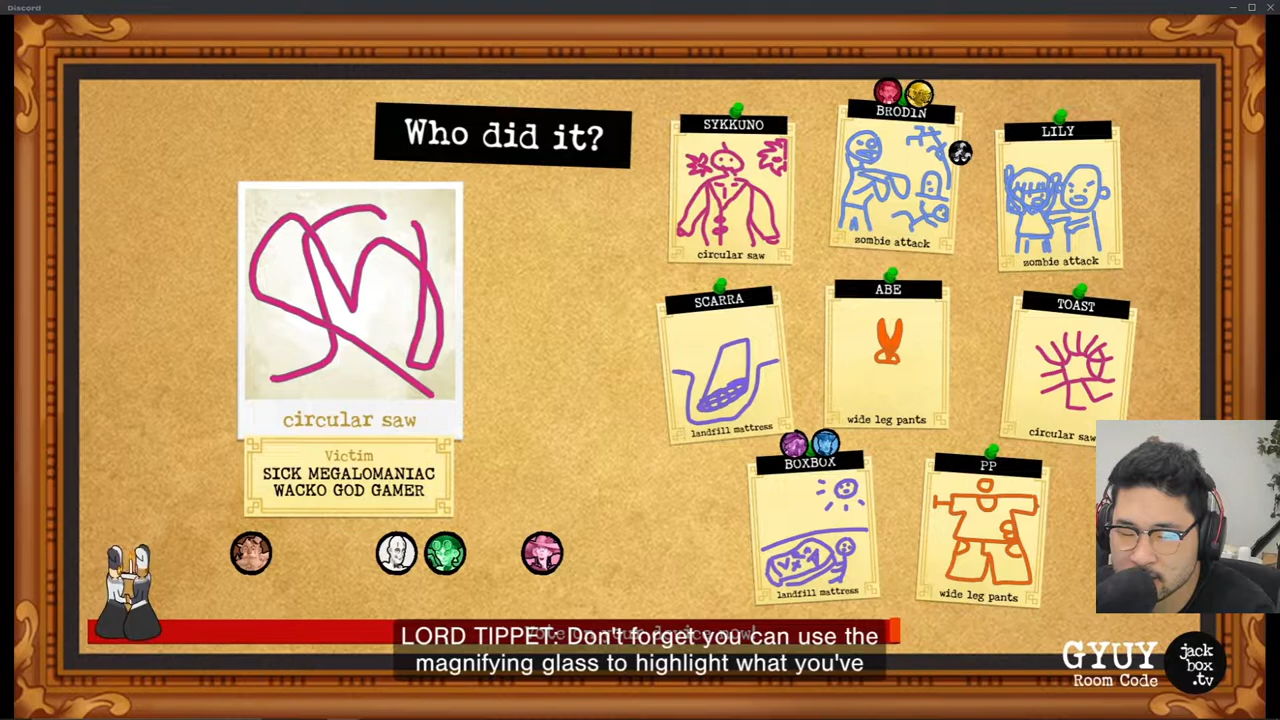 Discord
Who did it?
SYKKUNO
circular saw
BRODIN
zombie attack
LILY
zombie attack
circular saw
Victim
SICK MEGALOMANIAC
WACKO GOD GAMER
SCARRA
landfill mattress
ABE
wide leg pants
TOAST
circular saw
BOXBOX
landfill mattress
PP
wide leg pants
LORD TIPPET: Don't forget you can use the
magnifying glass to highlight what you've
GYUY
Room Code
jack
box
.tv